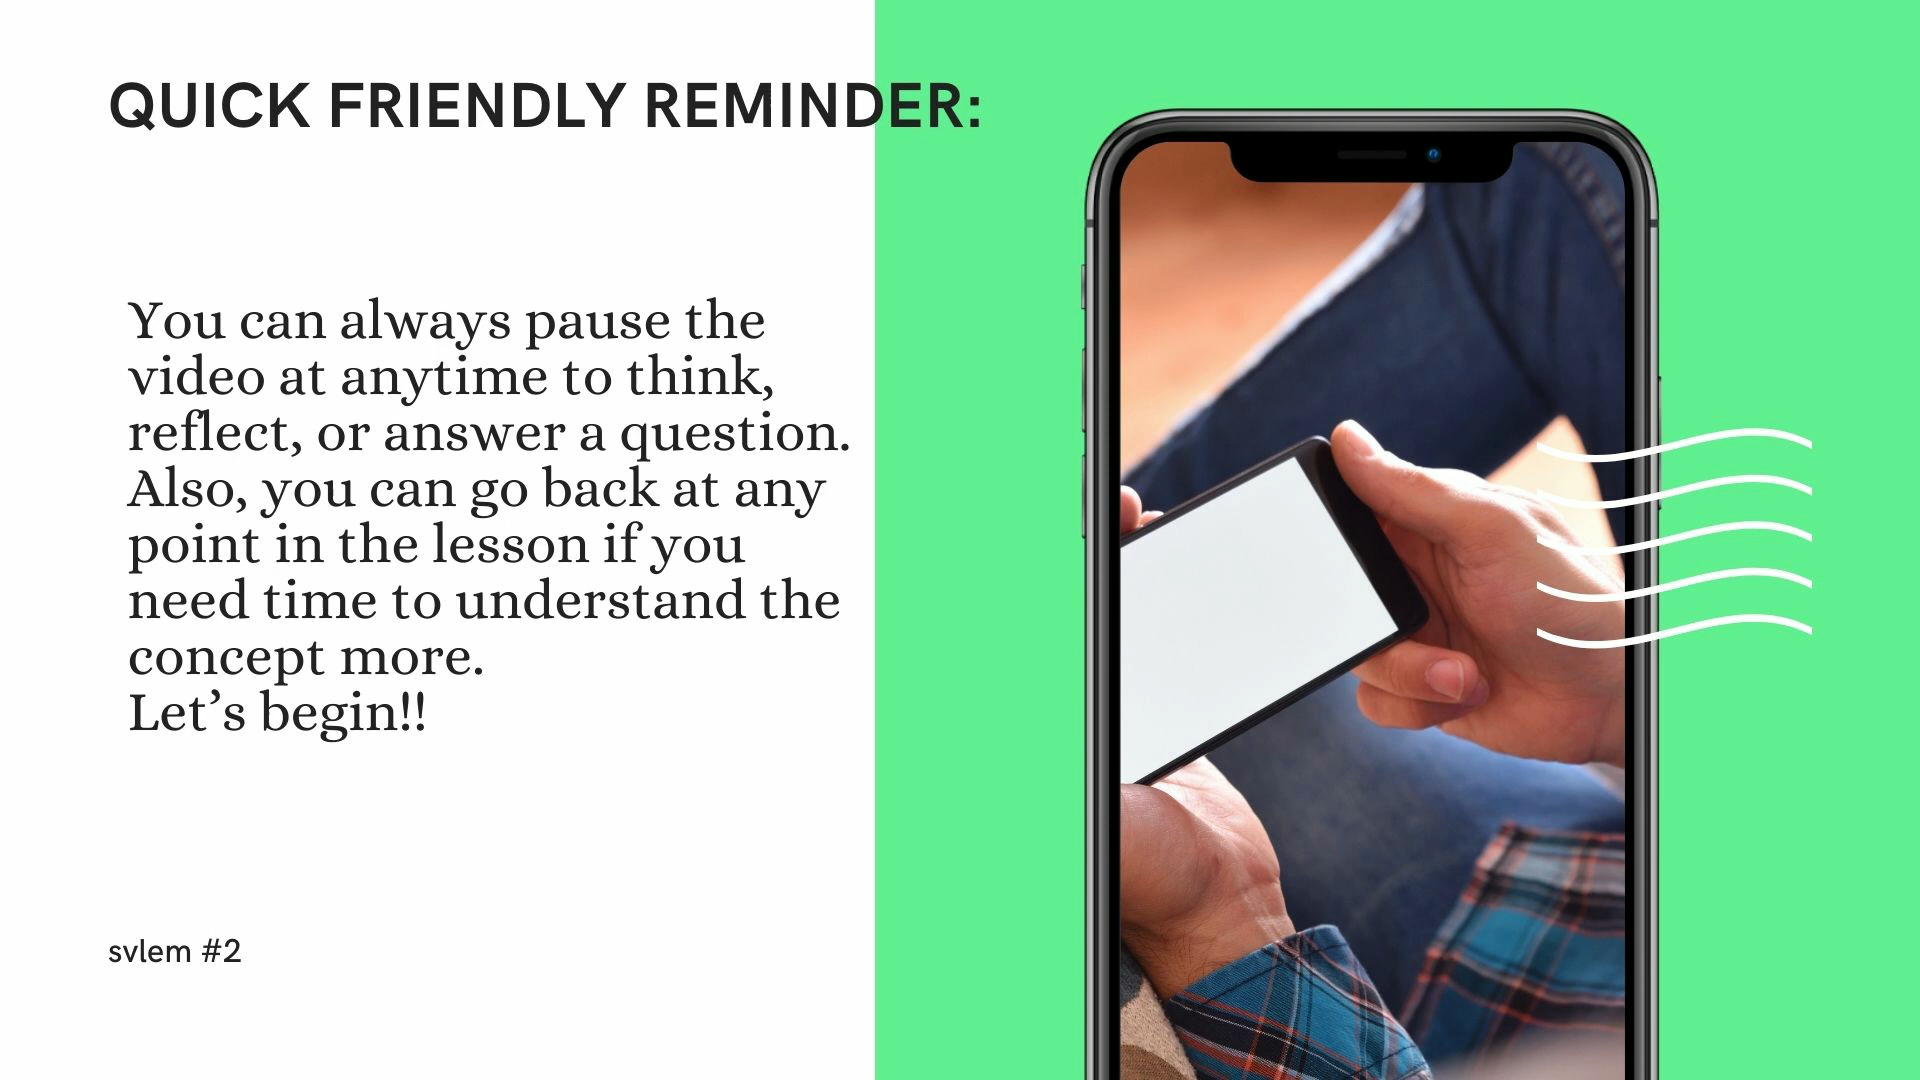 QUICK FRIENDLY REMINDER:
You can always pause the
video at anytime to think,
reflect, or answer a question.
Also, you can go back at any
point in the lesson if you
need time to understand the
concept more.
Let’s begin!!
svlem #2